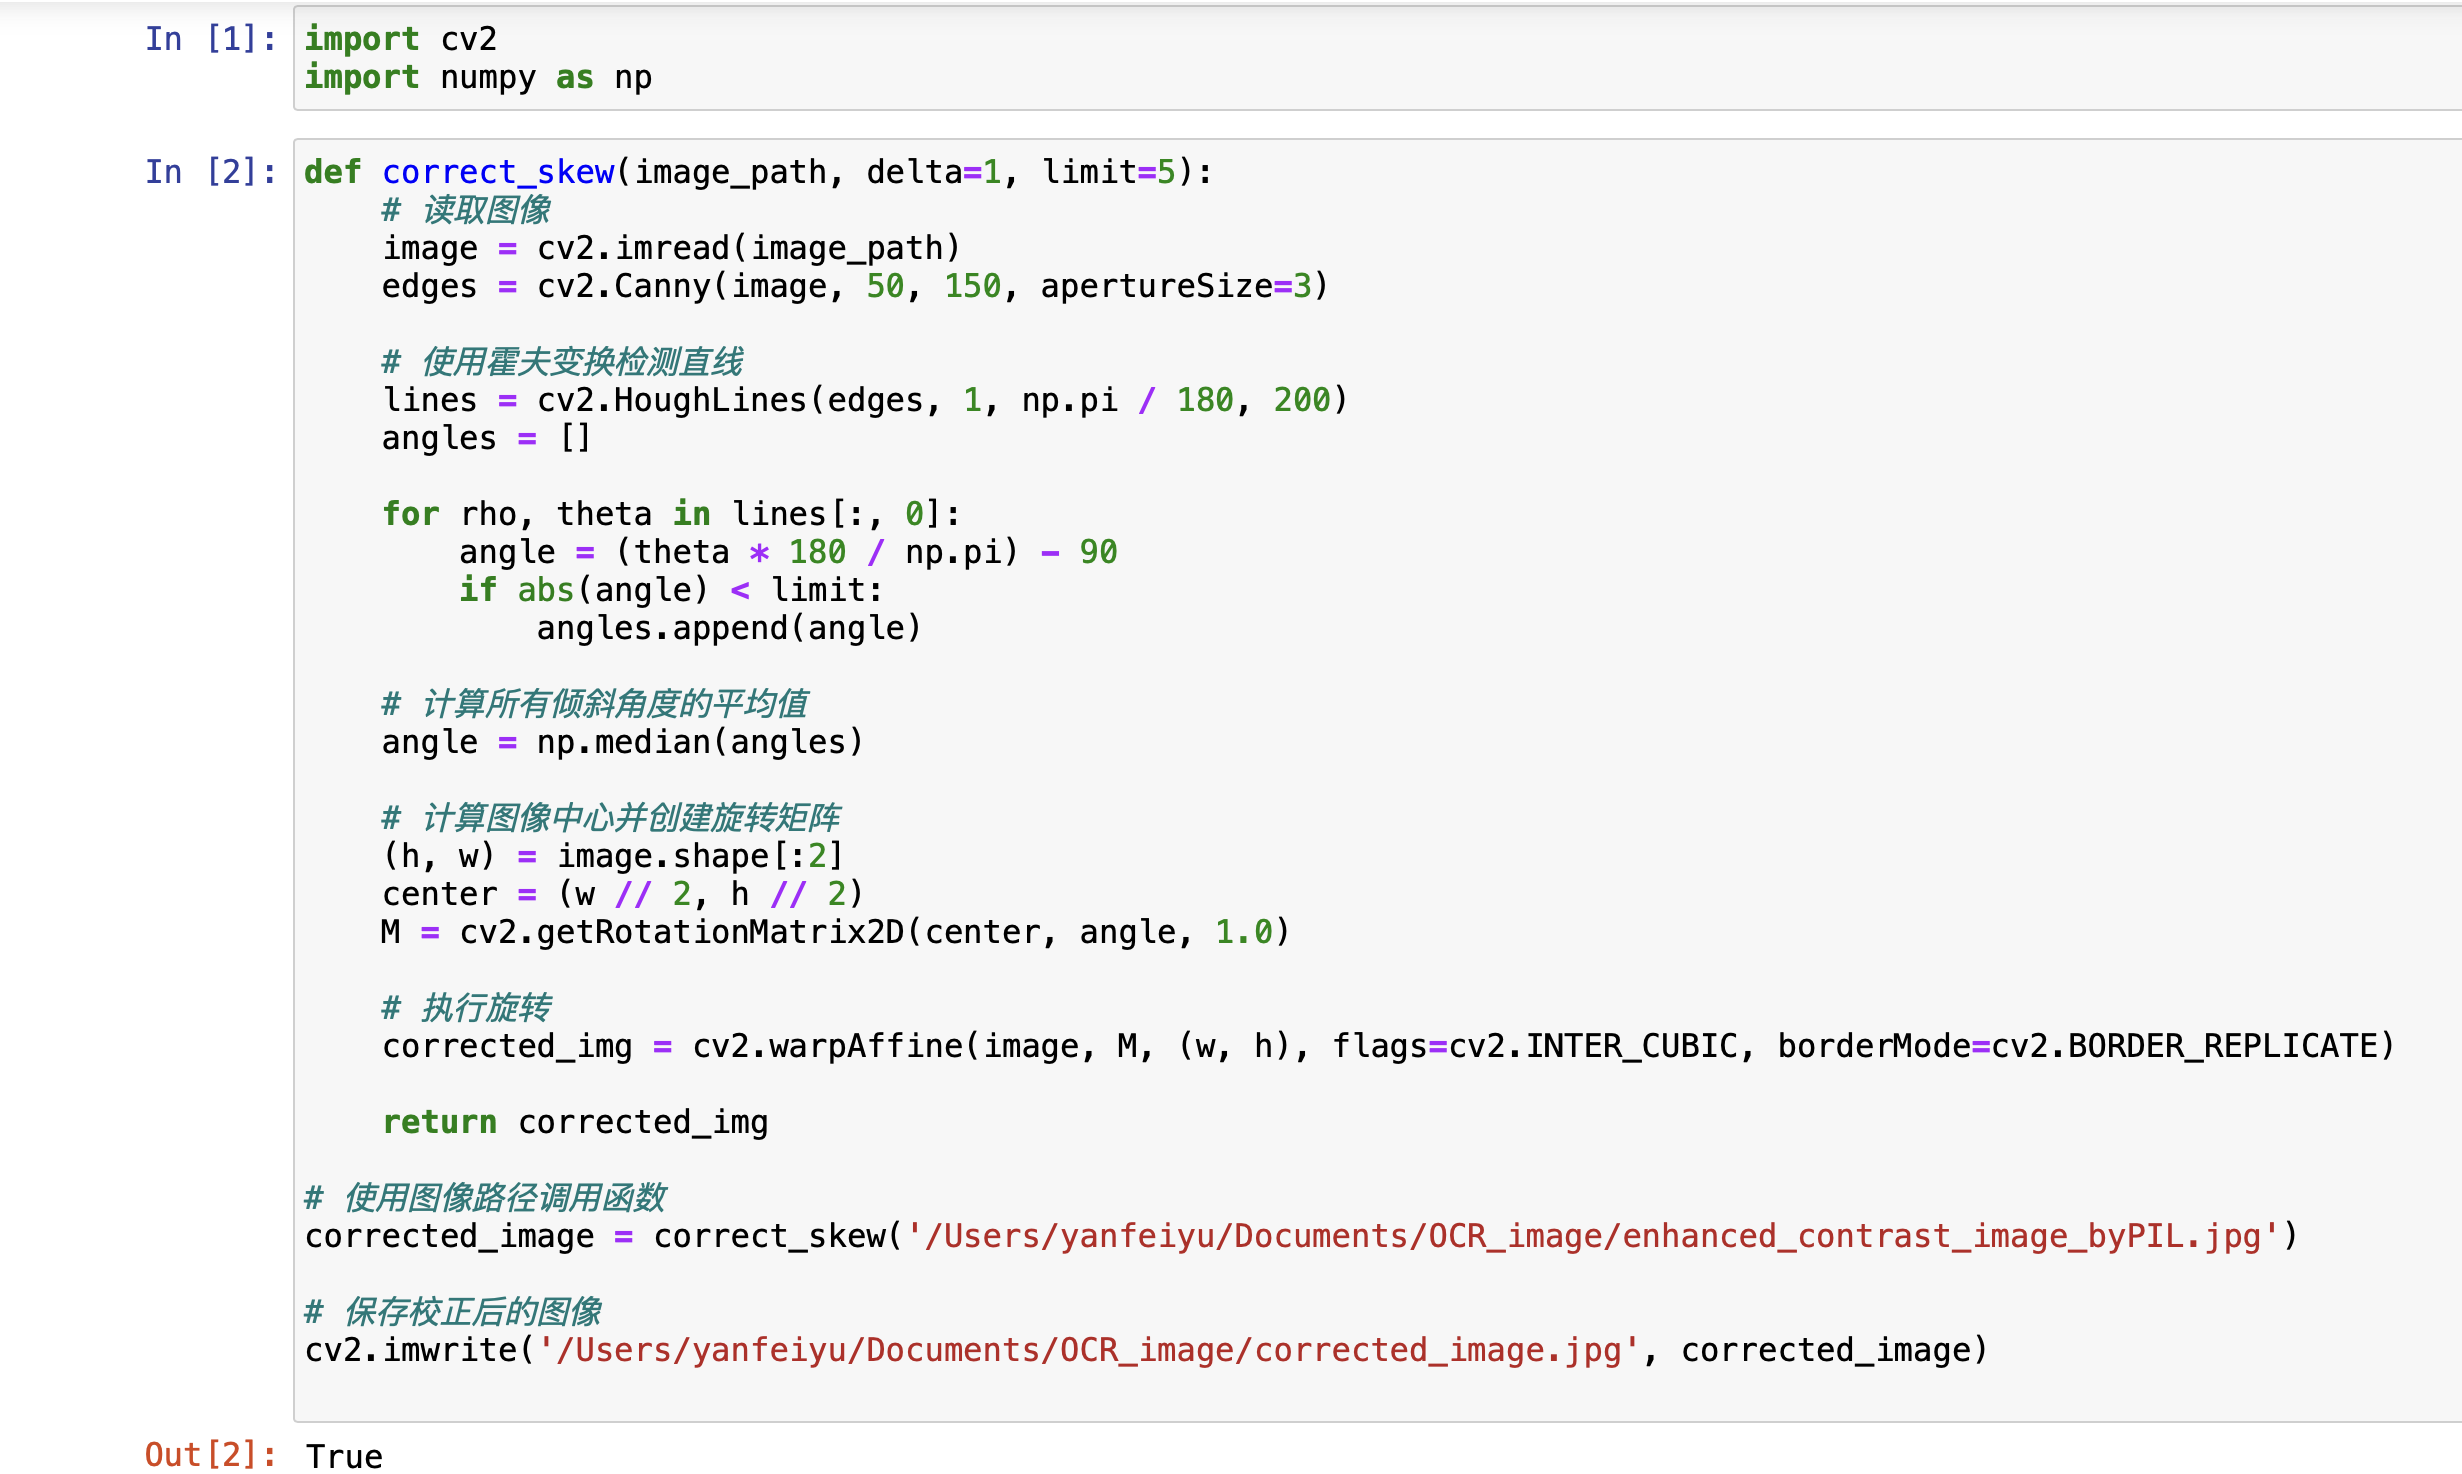 In [1]: import cv2
import numpy as np
In [2]: def correct_skew(image_path, delta=1, limit=5):
    # 读取图像
    image = cv2.imread(image_path)
    edges = cv2.Canny(image, 50, 150, apertureSize=3)
    # 使用霍夫变换检测直线
    lines = cv2.HoughLines(edges, 1, np.pi / 180, 200)
    angles = []
    for rho, theta in lines[:, 0]:
        angle = (theta * 180 / np.pi) - 90
        if abs(angle) < limit:
            angles.append(angle)
    # 计算所有倾斜角度的平均值
    angle = np.median(angles)
    # 计算图像中心并创建旋转矩阵
    (h, w) = image.shape[:2]
    center = (w // 2, h // 2)
    M = cv2.getRotationMatrix2D(center, angle, 1.0)
    # 执行旋转
    corrected_img = cv2.warpAffine(image, M, (w, h), flags=cv2.INTER_CUBIC, borderMode=cv2.BORDER_REPLICATE)
    return corrected_img
# 使用图像路径调用函数
corrected_image = correct_skew('/Users/yanfeiyu/Documents/OCR_image/enhanced_contrast_image_byPIL.jpg')
# 保存校正后的图像
cv2.imwrite('/Users/yanfeiyu/Documents/OCR_image/corrected_image.jpg', corrected_image)
Out[2]: True